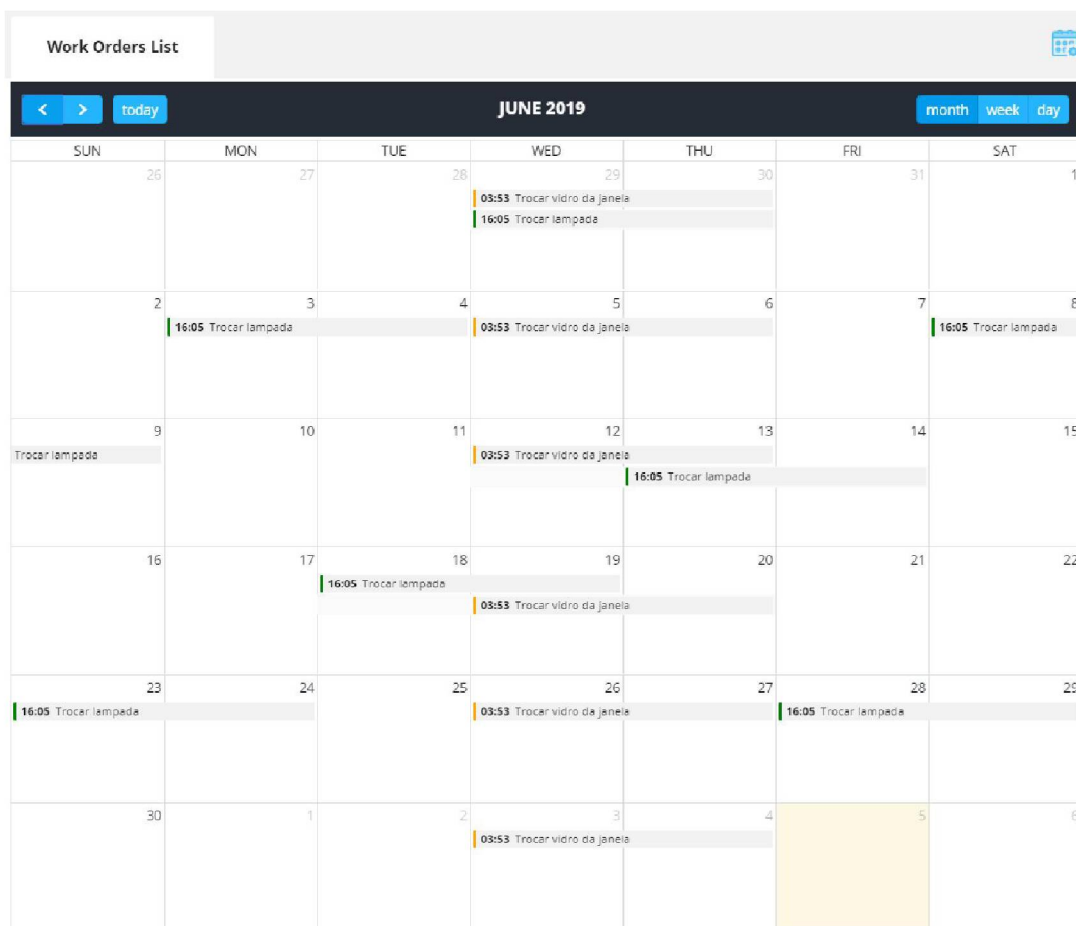 Work Orders List
< > today JUNE 2019 month week day
SUN MON TUE WED THU FRI SAT
26 27 28 29 30 31 1
03:53 Trocar vidro da janela
16:05 Trocar lampada
2 3 4 5 6 7 8
16:05 Trocar lampada 03:53 Trocar vidro da janela 16:05 Trocar lampada
9 10 11 12 13 14 15
Trocar lampada 03:53 Trocar vidro da janela
16:05 Trocar lampada
16 17 18 19 20 21 22
16:05 Trocar lampada
03:53 Trocar vidro da janela
23 24 25 26 27 28 29
16:05 Trocar lampada 03:53 Trocar vidro da janela 16:05 Trocar lampada
30 1 2 3 4 5 6
03:53 Trocar vidro da janela